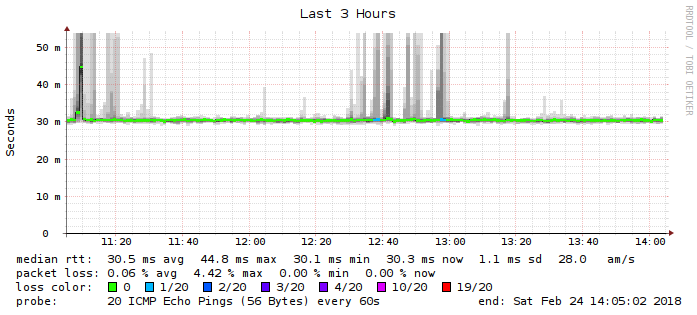 Last 3 Hours
RRDTOOL / TOBI OETIKER
Seconds
50 m
40 m
30 m
20 m
10 m
0
11:20 11:40 12:00 12:20 12:40 13:00 13:20 13:40 14:00
median rtt: 30.5 ms avg 44.8 ms max 30.1 ms min 30.3 ms now 1.1 ms sd 28.0 am/s
packet loss: 0.06 % avg 4.42 % max 0.00 % min 0.00 % now
loss color: 0 1/20 2/20 3/20 4/20 10/20 19/20
probe: 20 ICMP Echo Pings (56 Bytes) every 60s end: Sat Feb 24 14:05:02 2018